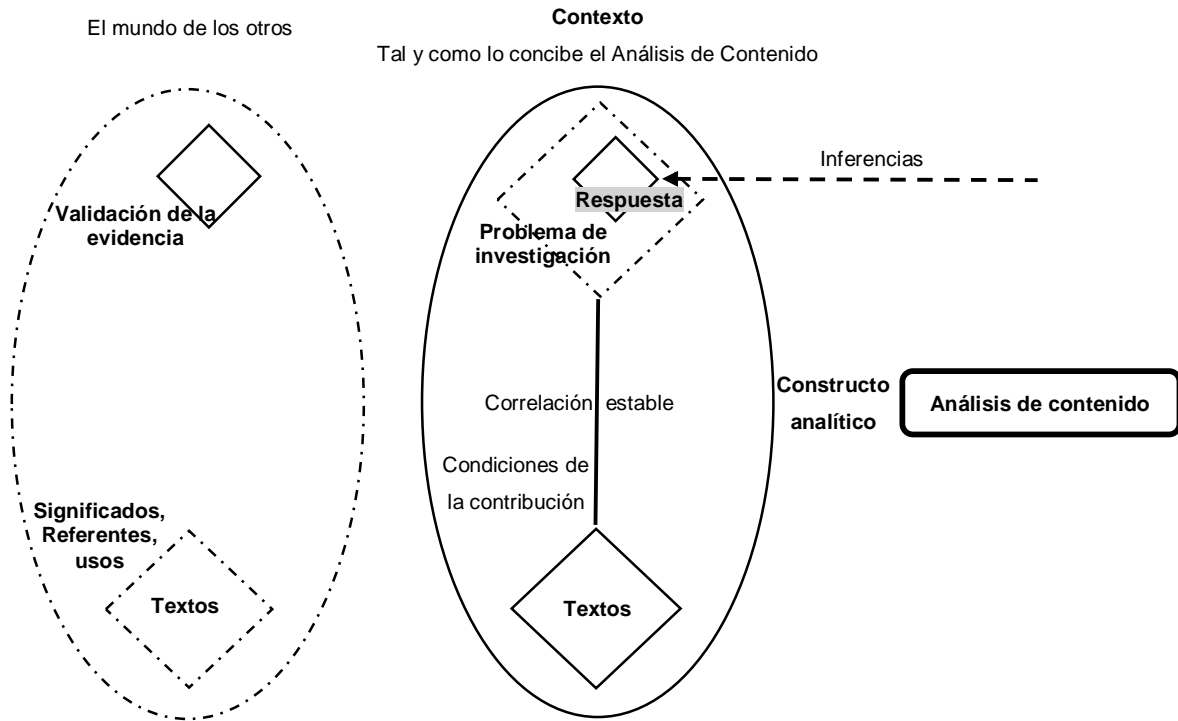 El mundo de los otros
Contexto
Tal y como lo concibe el Análisis de Contenido
Inferencias
Respuesta
Validación de la
evidencia
Problema de
investigación
Constructo
analítico
Análisis de contenido
Correlación estable
Condiciones de
la contribución
Significados,
Referentes,
usos
Textos
Textos